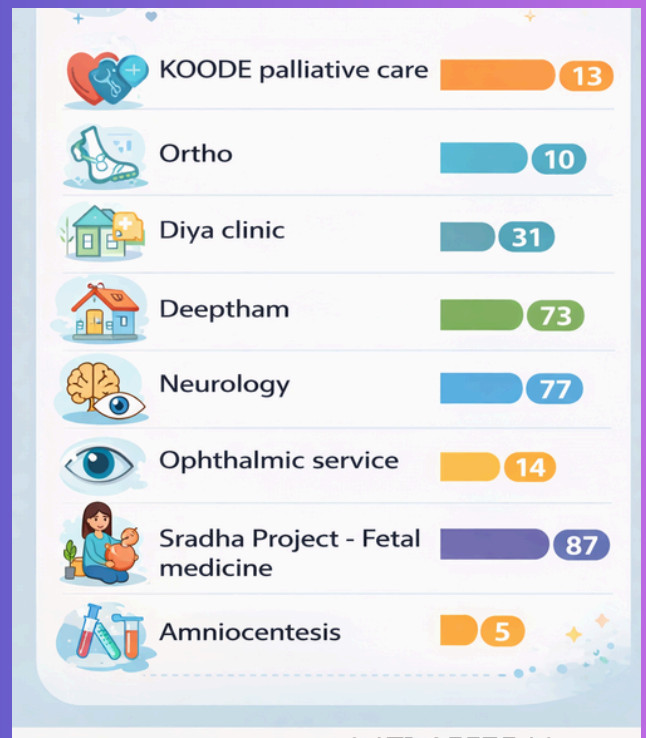 KOODE palliative care 13
Ortho 10
Diya clinic 31
Deeptham 73
Neurology 77
Ophthalmic service 14
Sradha Project - Fetal 87
medicine
Amniocentesis 5